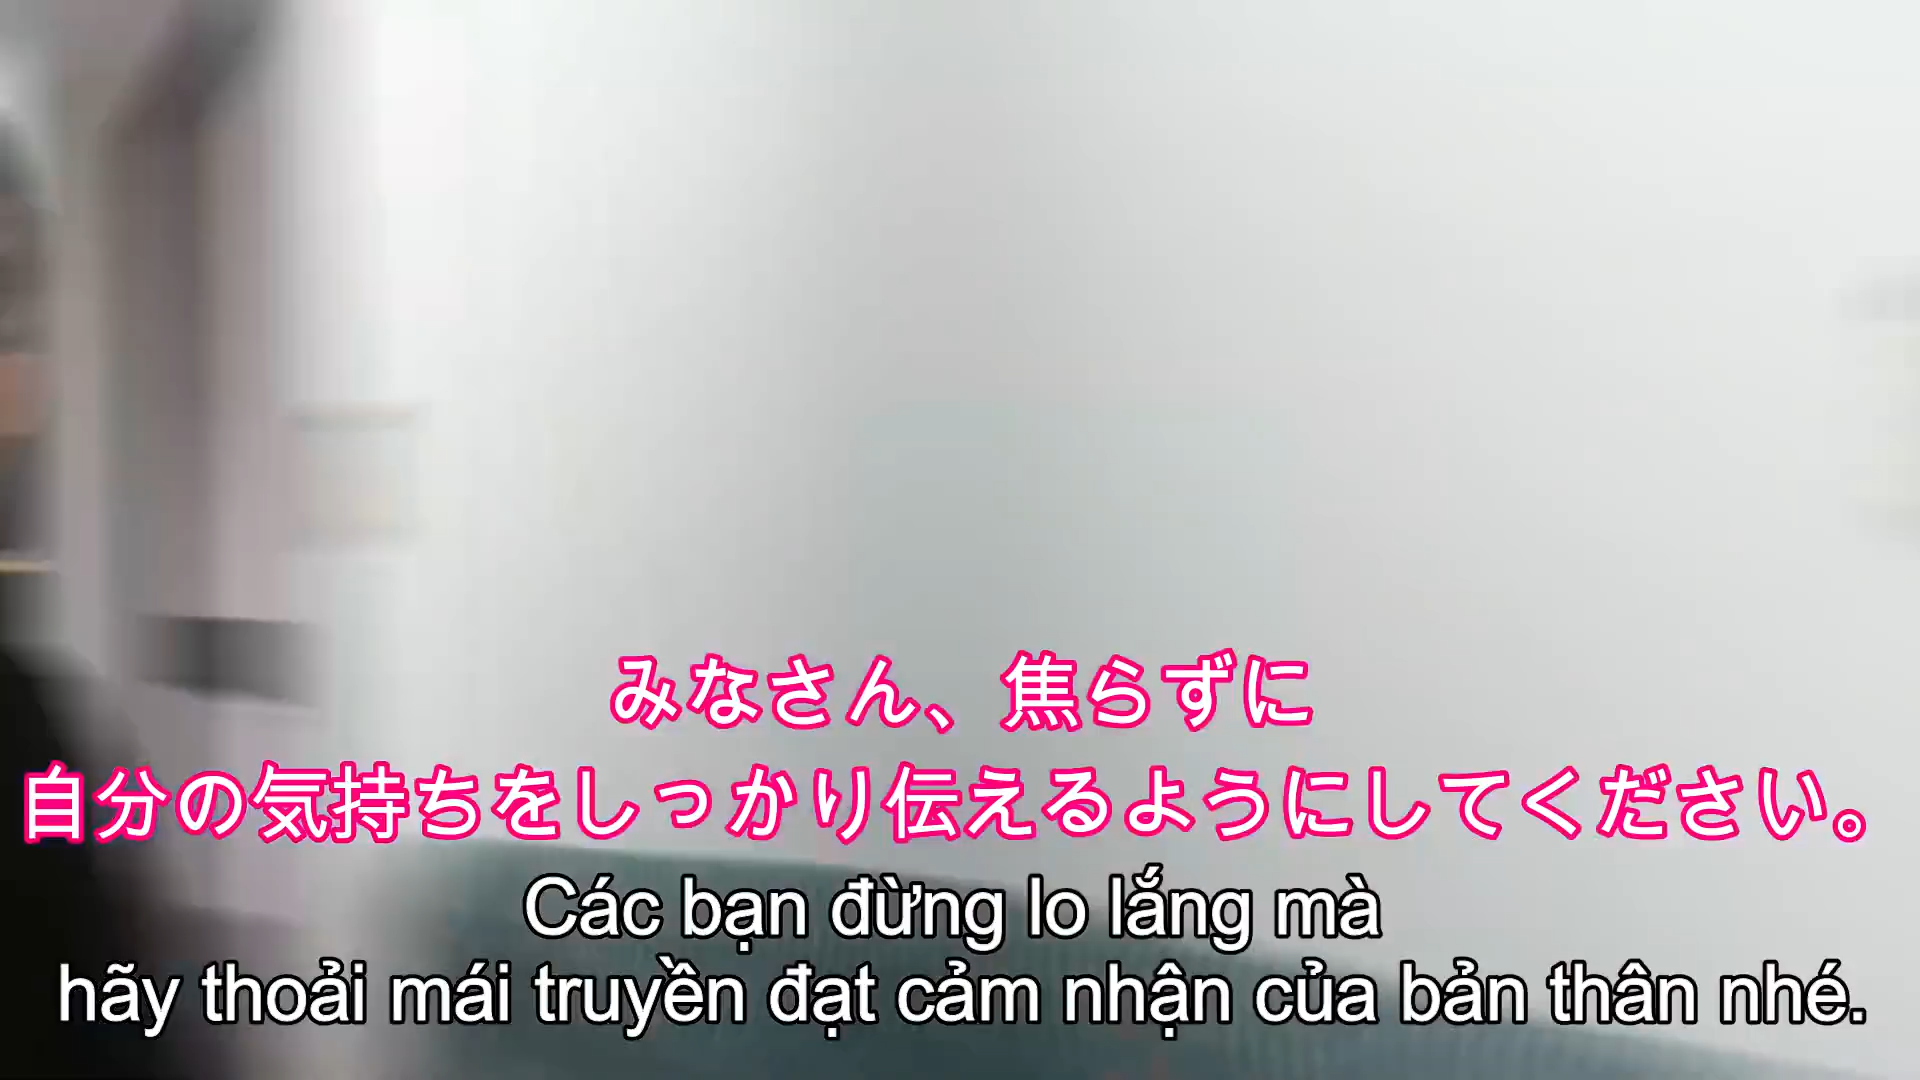 みなさん、焦らずに
自分の気持ちをしっかり伝えるようにしてください。
Các bạn đừng lo lắng mà
hãy thoải mái truyền đạt cảm nhận của bản thân nhé.